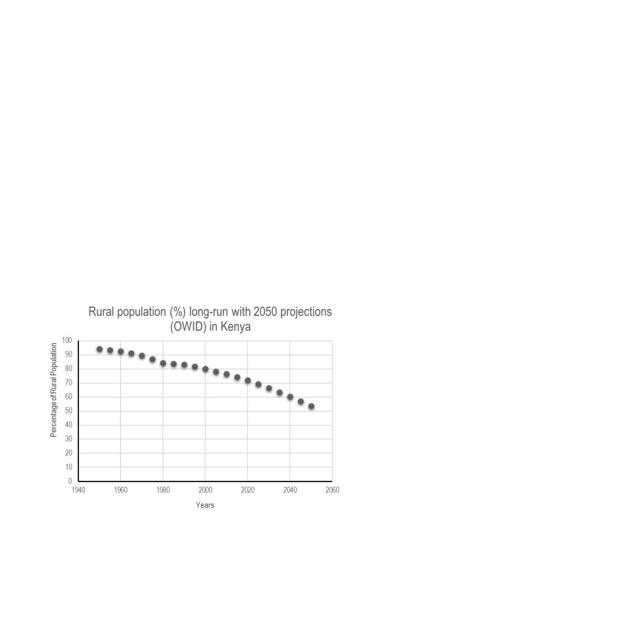 Rural population (%) long-run with 2050 projections
(OWID) in Kenya
Percentage of Rural Population
100
90
80
70
60
50
40
30
20
10
0
1940 1960 1980 2000 2020 2040 2060
Years